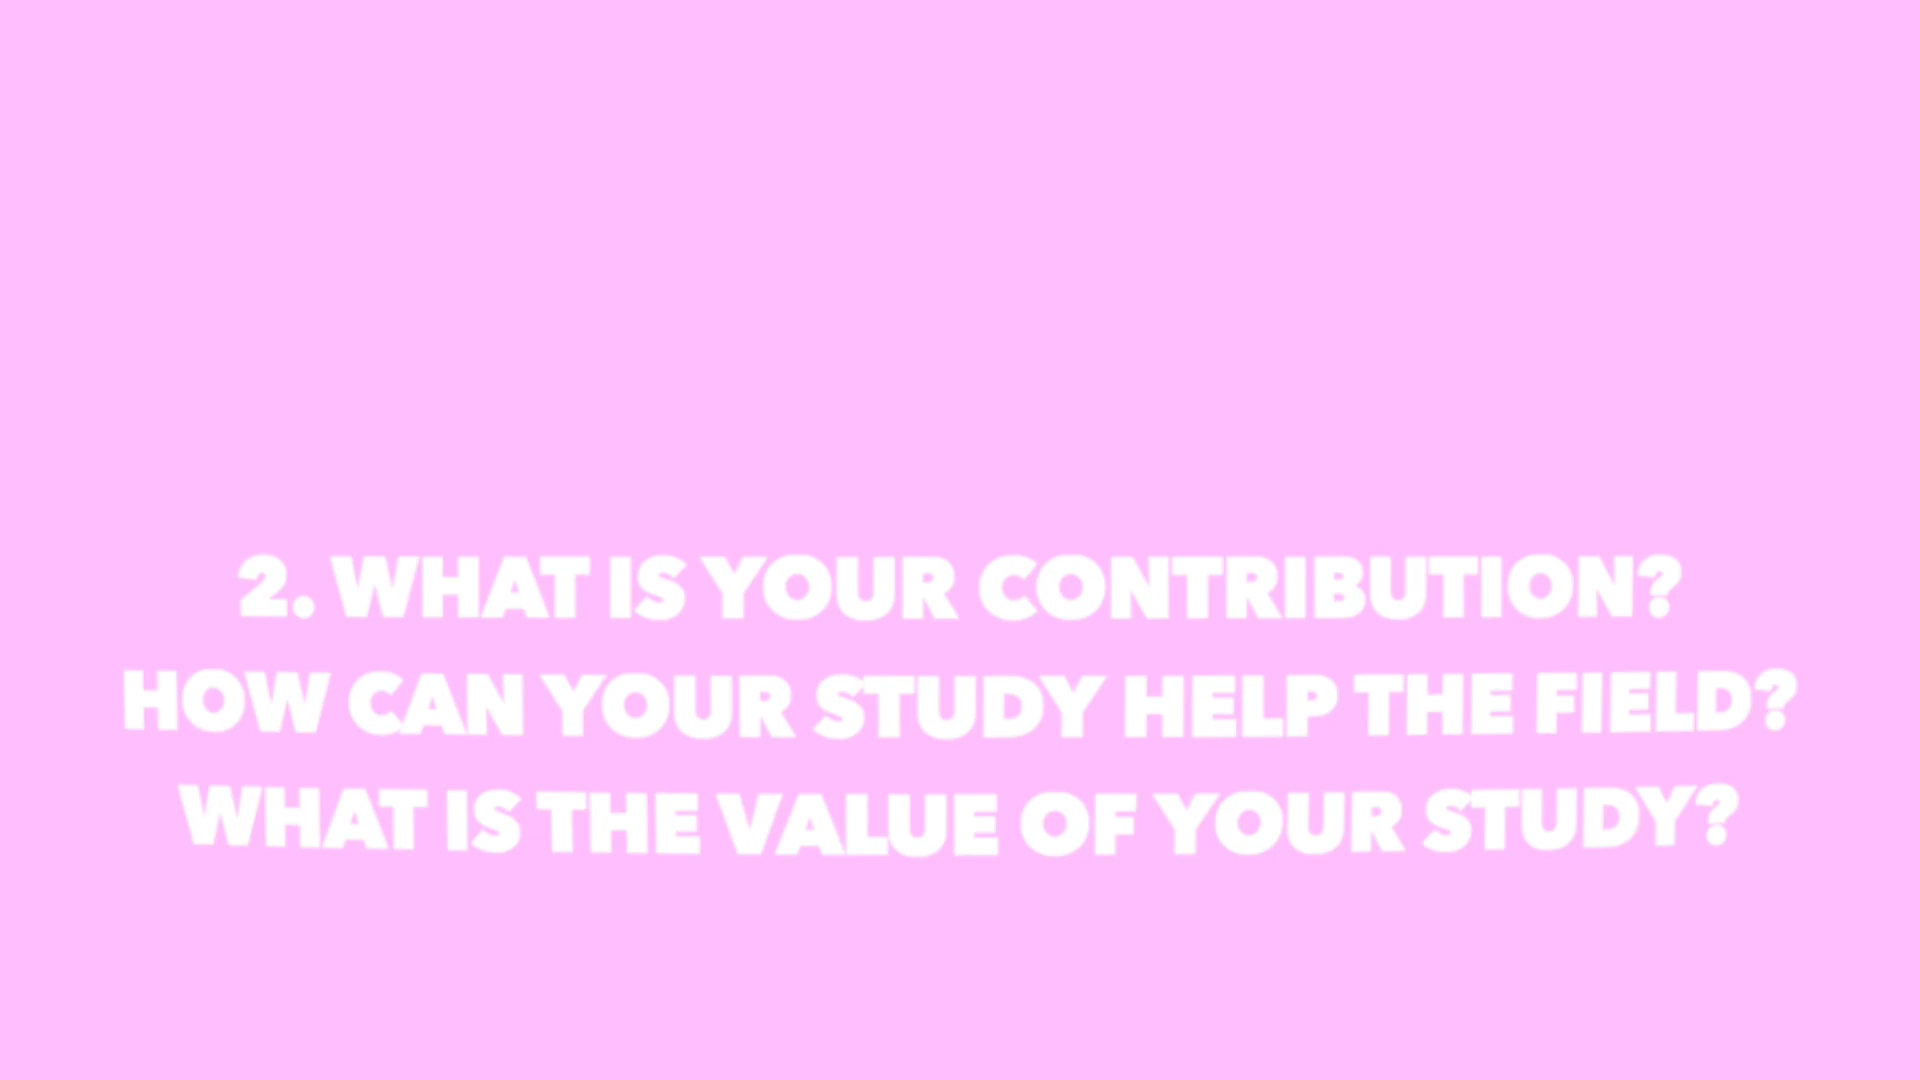 2. WHAT IS YOUR CONTRIBUTION?
HOW CAN YOUR STUDY HELP THE FIELD?
WHAT IS THE VALUE OF YOUR STUDY?